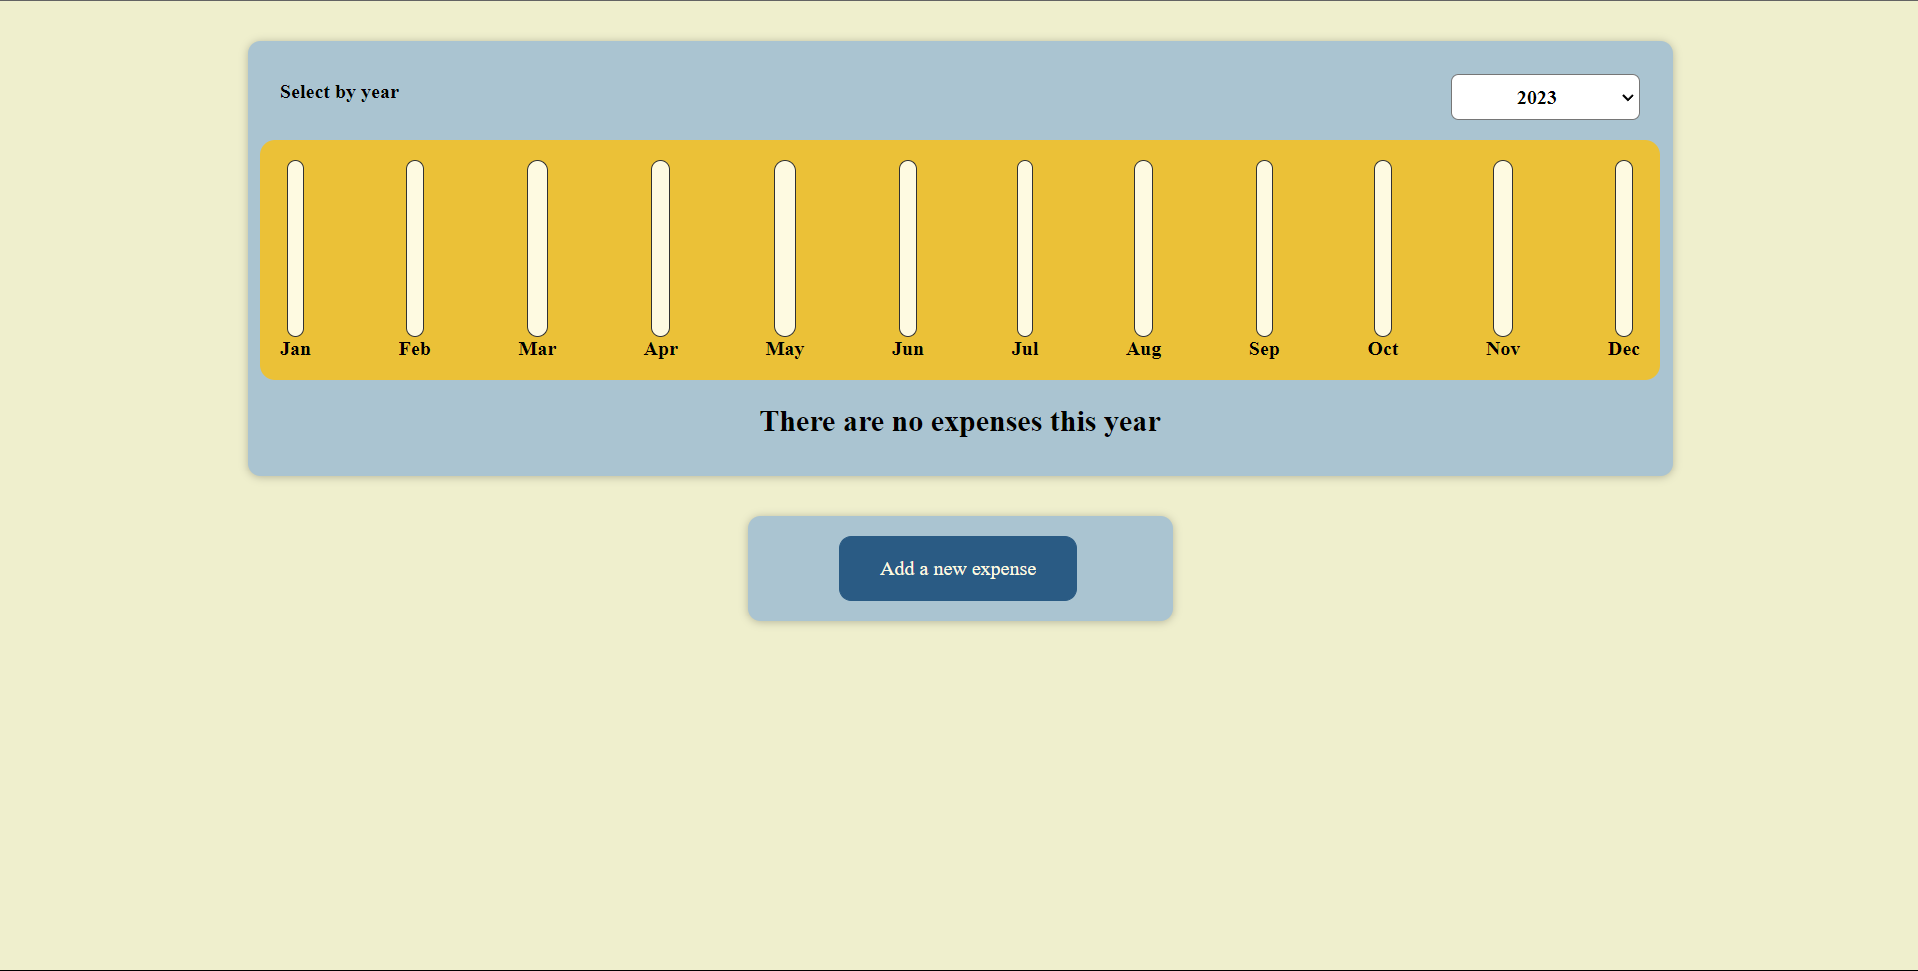 Select by year
2023
Jan Feb Mar Apr May Jun Jul Aug Sep Oct Nov Dec
There are no expenses this year
Add a new expense